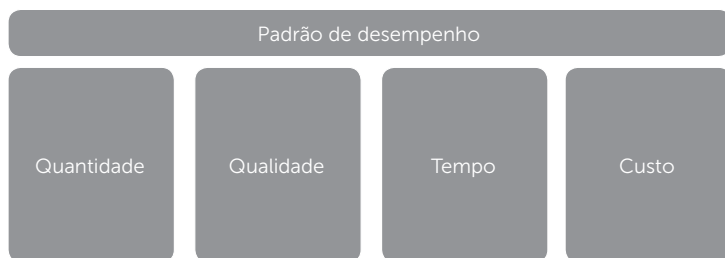 Padrão de desempenho
Quantidade
Qualidade
Tempo
Custo